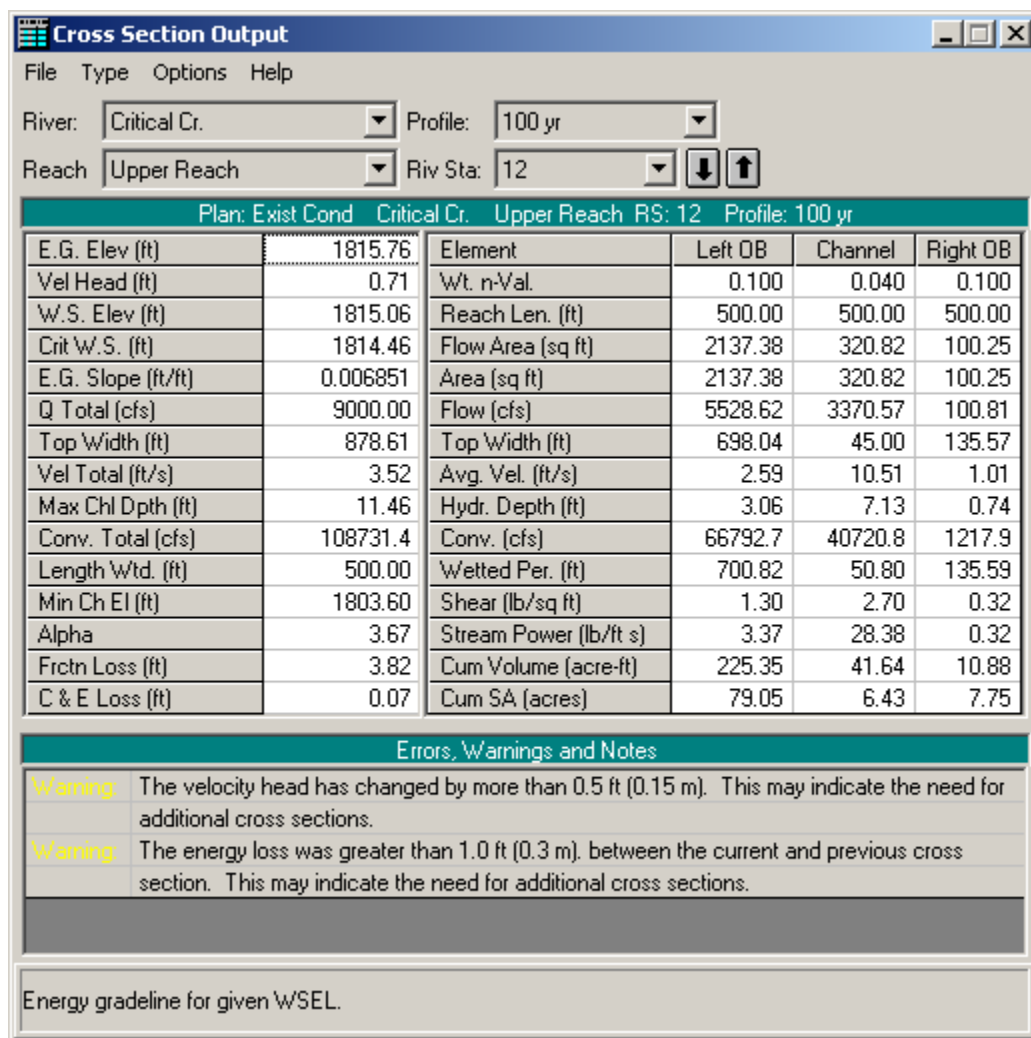 Cross Section Output
File Type Options Help
River: Critical Cr. Profile: 100 yr
Reach Upper Reach Riv Sta: 12
Plan: Exist Cond Critical Cr. Upper Reach RS: 12 Profile: 100 yr
E.G. Elev (ft) 1815.76 Element Left OB Channel Right OB
Vel Head (ft) 0.71 Wt. n-Val. 0.100 0.040 0.100
W.S. Elev (ft) 1815.06 Reach Len. (ft) 500.00 500.00 500.00
Crit W.S. (ft) 1814.46 Flow Area (sq ft) 2137.38 320.82 100.25
E.G. Slope (ft/ft) 0.006851 Area (sq ft) 2137.38 320.82 100.25
Q Total (cfs) 9000.00 Flow (cfs) 5528.62 3370.57 100.81
Top Width (ft) 878.61 Top Width (ft) 698.04 45.00 135.57
Vel Total (ft/s) 3.52 Avg. Vel. (ft/s) 2.59 10.51 1.01
Max Chl Dpth (ft) 11.46 Hydr. Depth (ft) 3.06 7.13 0.74
Conv. Total (cfs) 108731.4 Conv. (cfs) 66792.7 40720.8 1217.9
Length Wtd. (ft) 500.00 Wetted Per. (ft) 700.82 50.80 135.59
Min Ch El (ft) 1803.60 Shear (lb/sq ft) 1.30 2.70 0.32
Alpha 3.67 Stream Power (lb/ft s) 3.37 28.38 0.32
Frctn Loss (ft) 3.82 Cum Volume (acre-ft) 225.35 41.64 10.88
C & E Loss (ft) 0.07 Cum SA (acres) 79.05 6.43 7.75
Errors, Warnings and Notes
Warning: The velocity head has changed by more than 0.5 ft (0.15 m). This may indicate the need for
additional cross sections.
Warning: The energy loss was greater than 1.0 ft (0.3 m). between the current and previous cross
section. This may indicate the need for additional cross sections.
Energy gradeline for given WSEL.